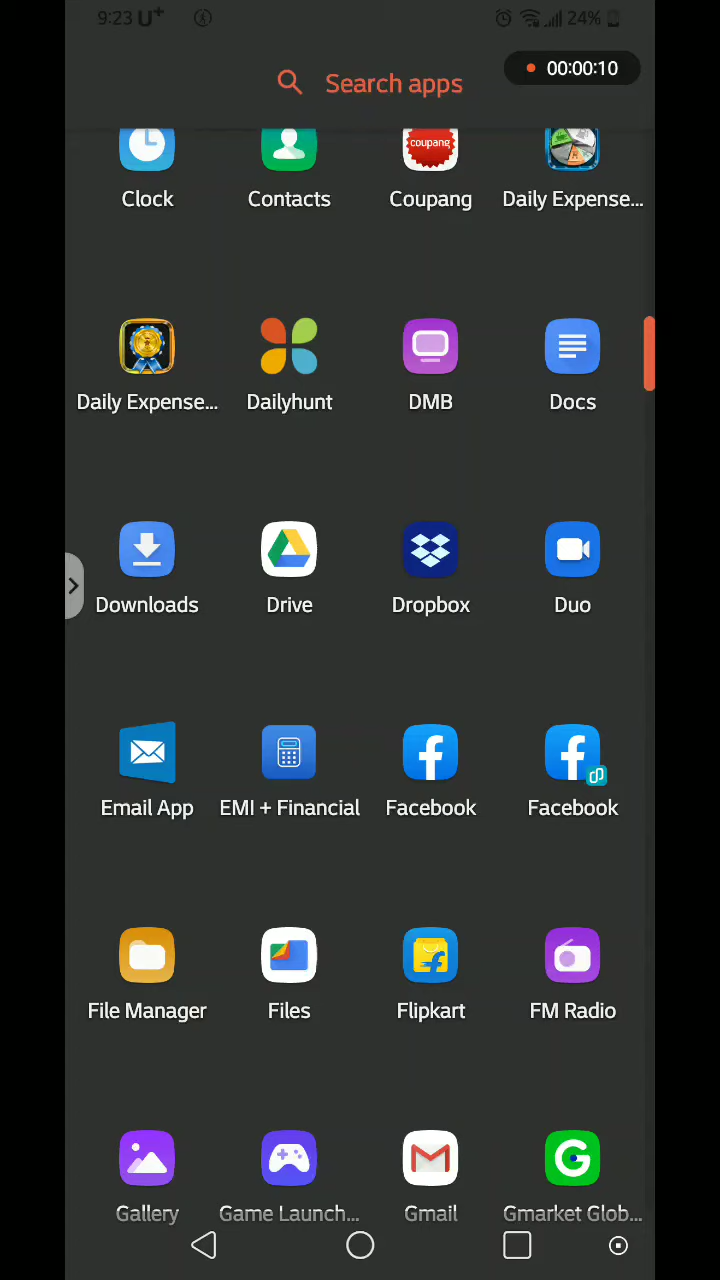 9:23 U+ 24%
00:00:10
Search apps
coupang
Clock Contacts Coupang Daily Expense...
Daily Expense... Dailyhunt DMB Docs
Downloads Drive Dropbox Duo
Email App EMI + Financial Facebook Facebook
File Manager Files Flipkart FM Radio
Gallery Game Launch... Gmail Gmarket Glob...